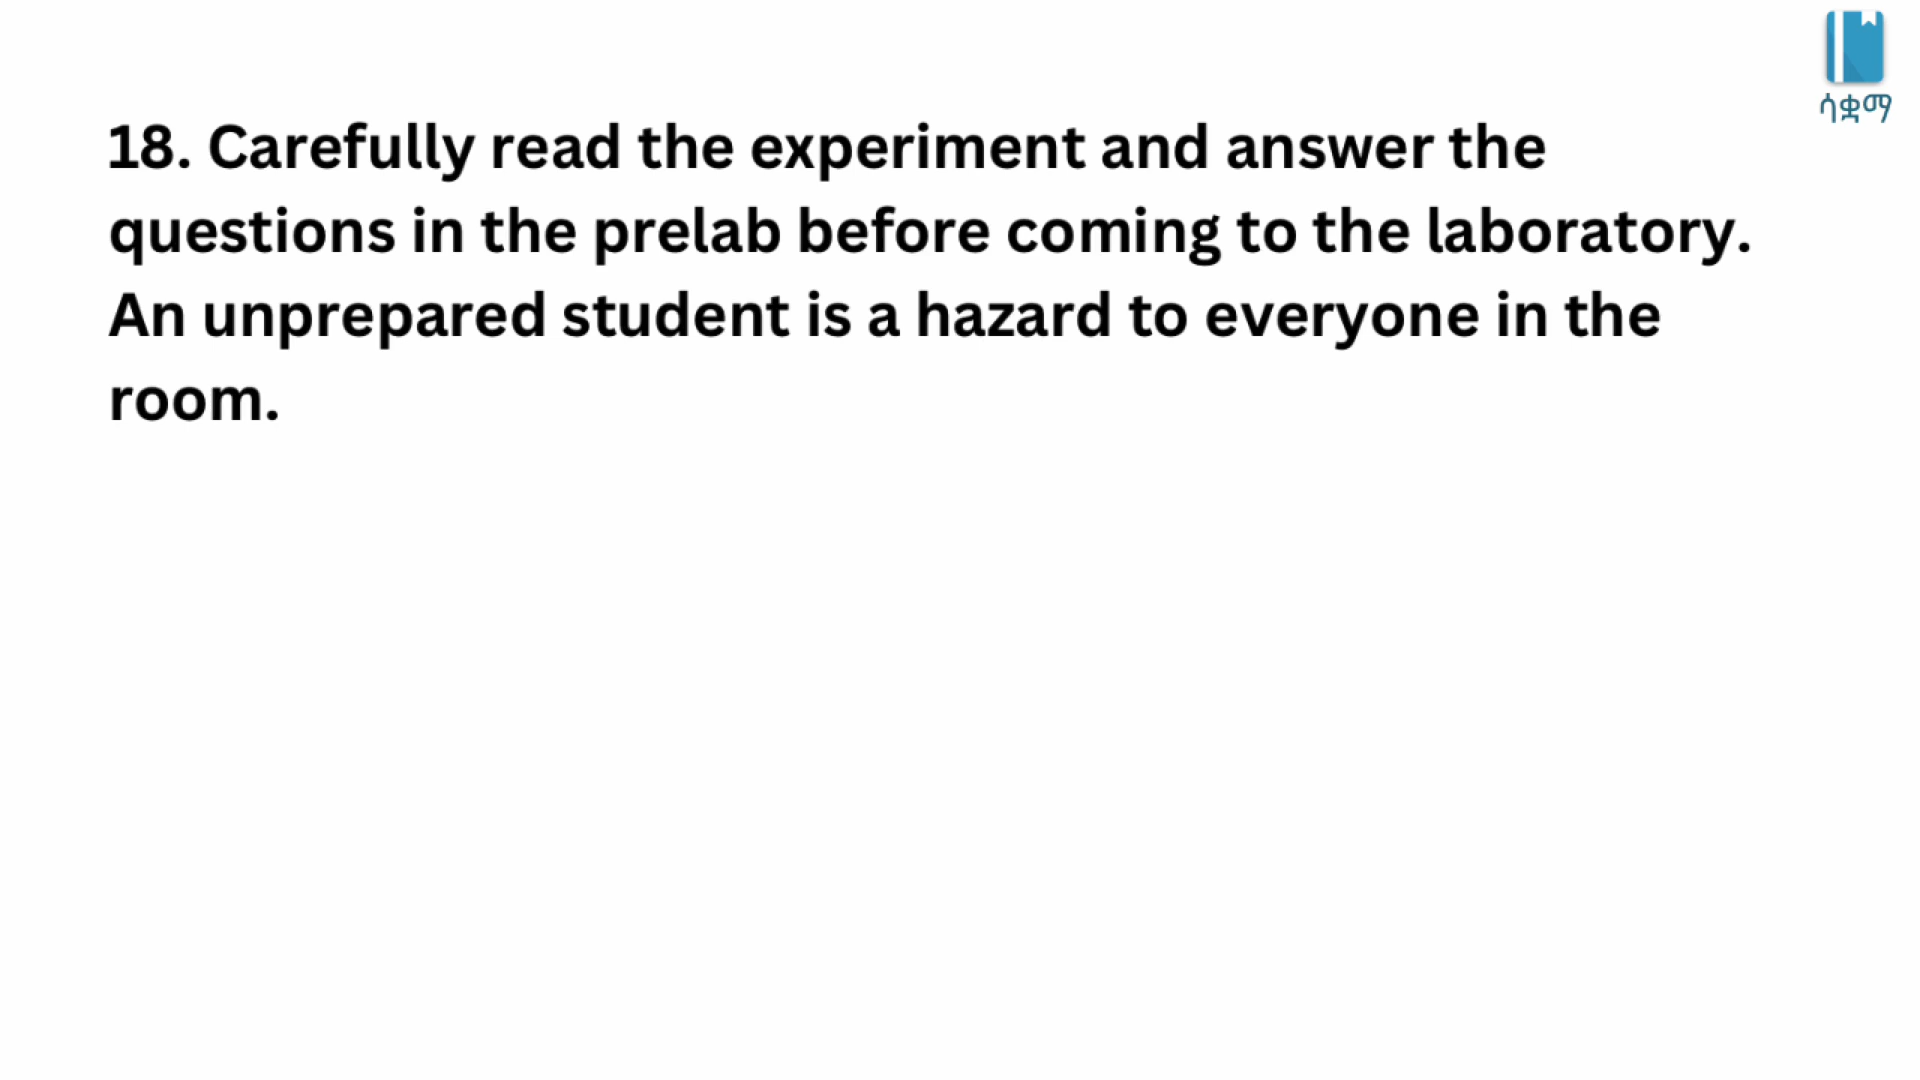 ሳቋማ
18. Carefully read the experiment and answer the
questions in the prelab before coming to the laboratory.
An unprepared student is a hazard to everyone in the
room.